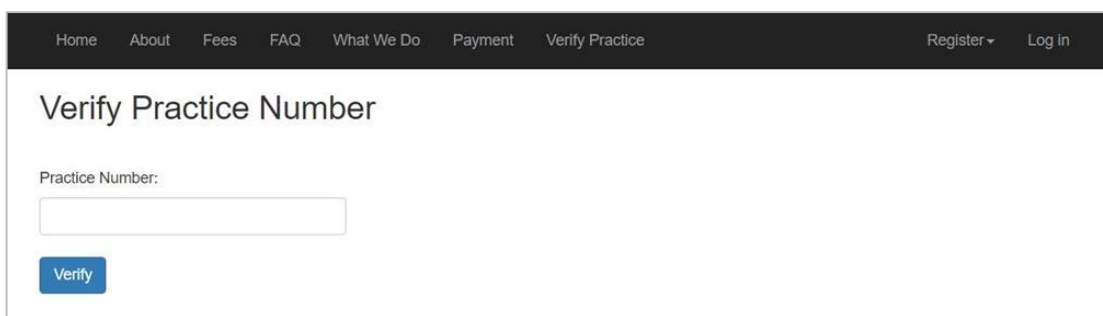 Home About Fees FAQ What We Do Payment Verify Practice Register Log in
Verify Practice Number
Practice Number:
Verify